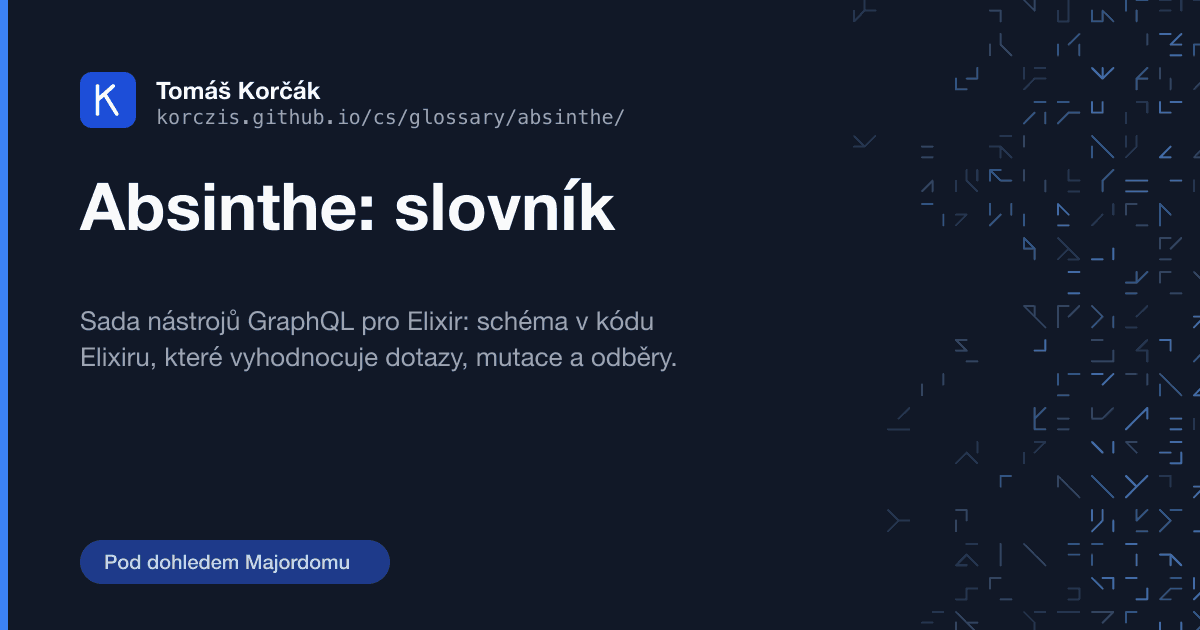 Tomáš Korčák
korczis.github.io/cs/glossary/absinthe/
Absinthe: slovník
Sada nástrojů GraphQL pro Elixir: schéma v kódu
Elixiru, které vyhodnocuje dotazy, mutace a odběry.
Pod dohledem Majordomu